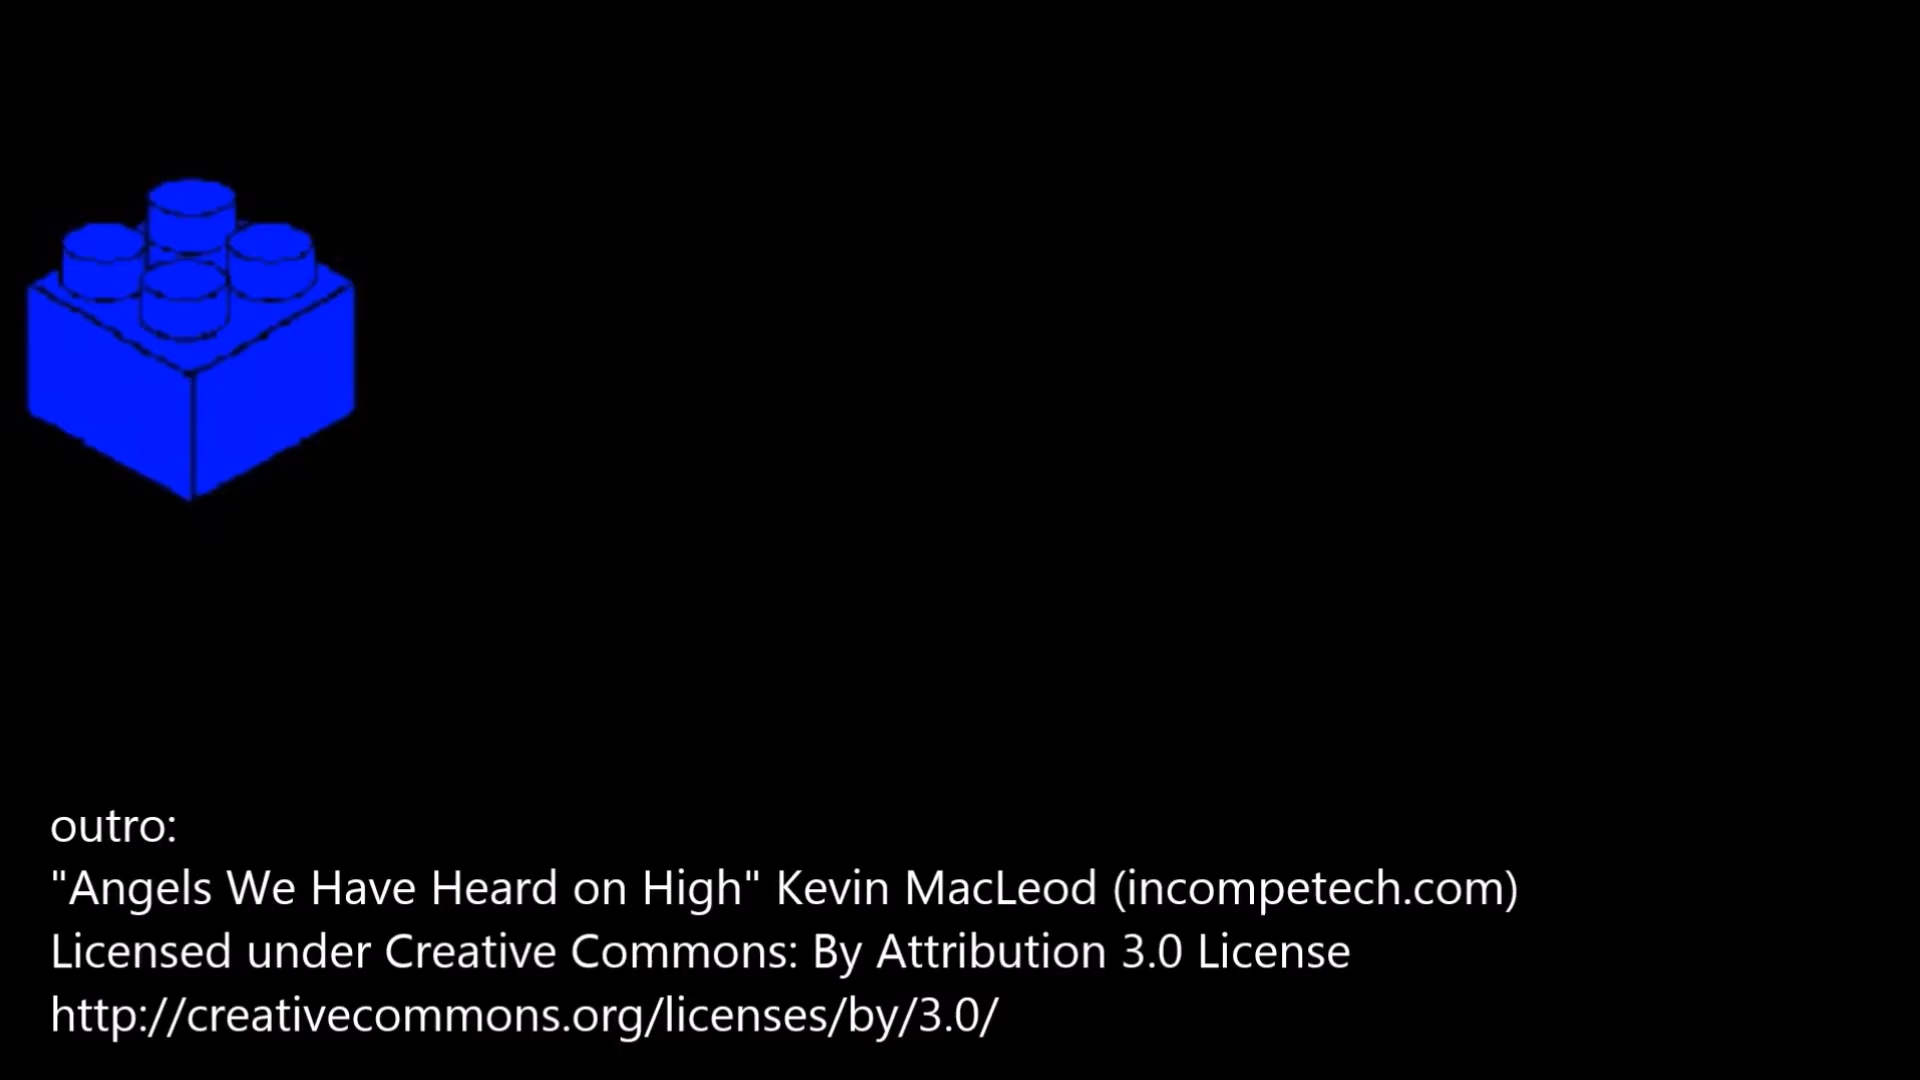 outro:
"Angels We Have Heard on High" Kevin MacLeod (incompetech.com)
Licensed under Creative Commons: By Attribution 3.0 License
http://creativecommons.org/licenses/by/3.0/